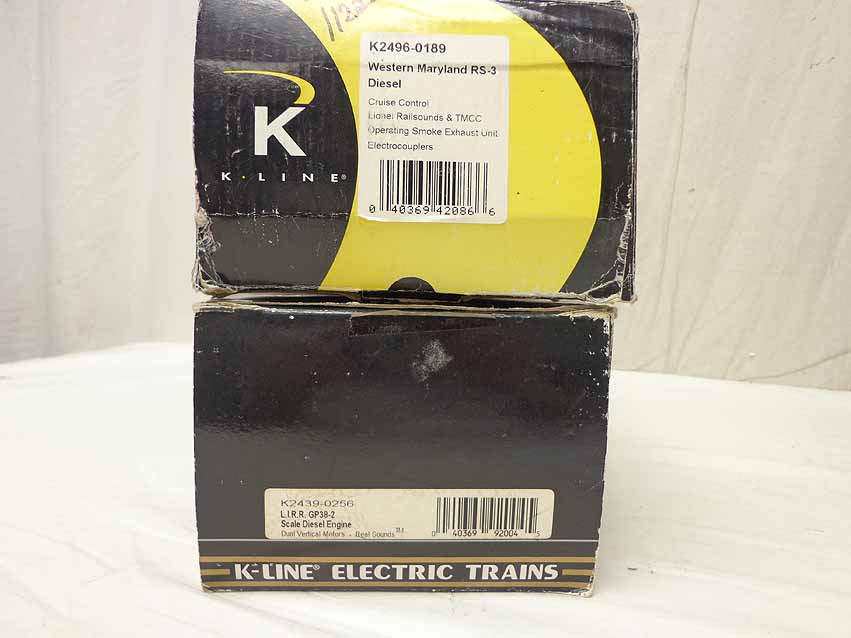 K2496-0189
Western Maryland RS-3
Diesel
Cruise Control
Lionel Railsounds & TMCC
Operating Smoke Exhaust Unit
Electrocouplers
0 40369 42086 6
K
K·LINE®
K2439-0256
L.I.R.R. GP38-2
Scale Diesel Engine
Dual Vertical Motors - Real Sounds™
0 40369 92004 5
K-LINE® ELECTRIC TRAINS